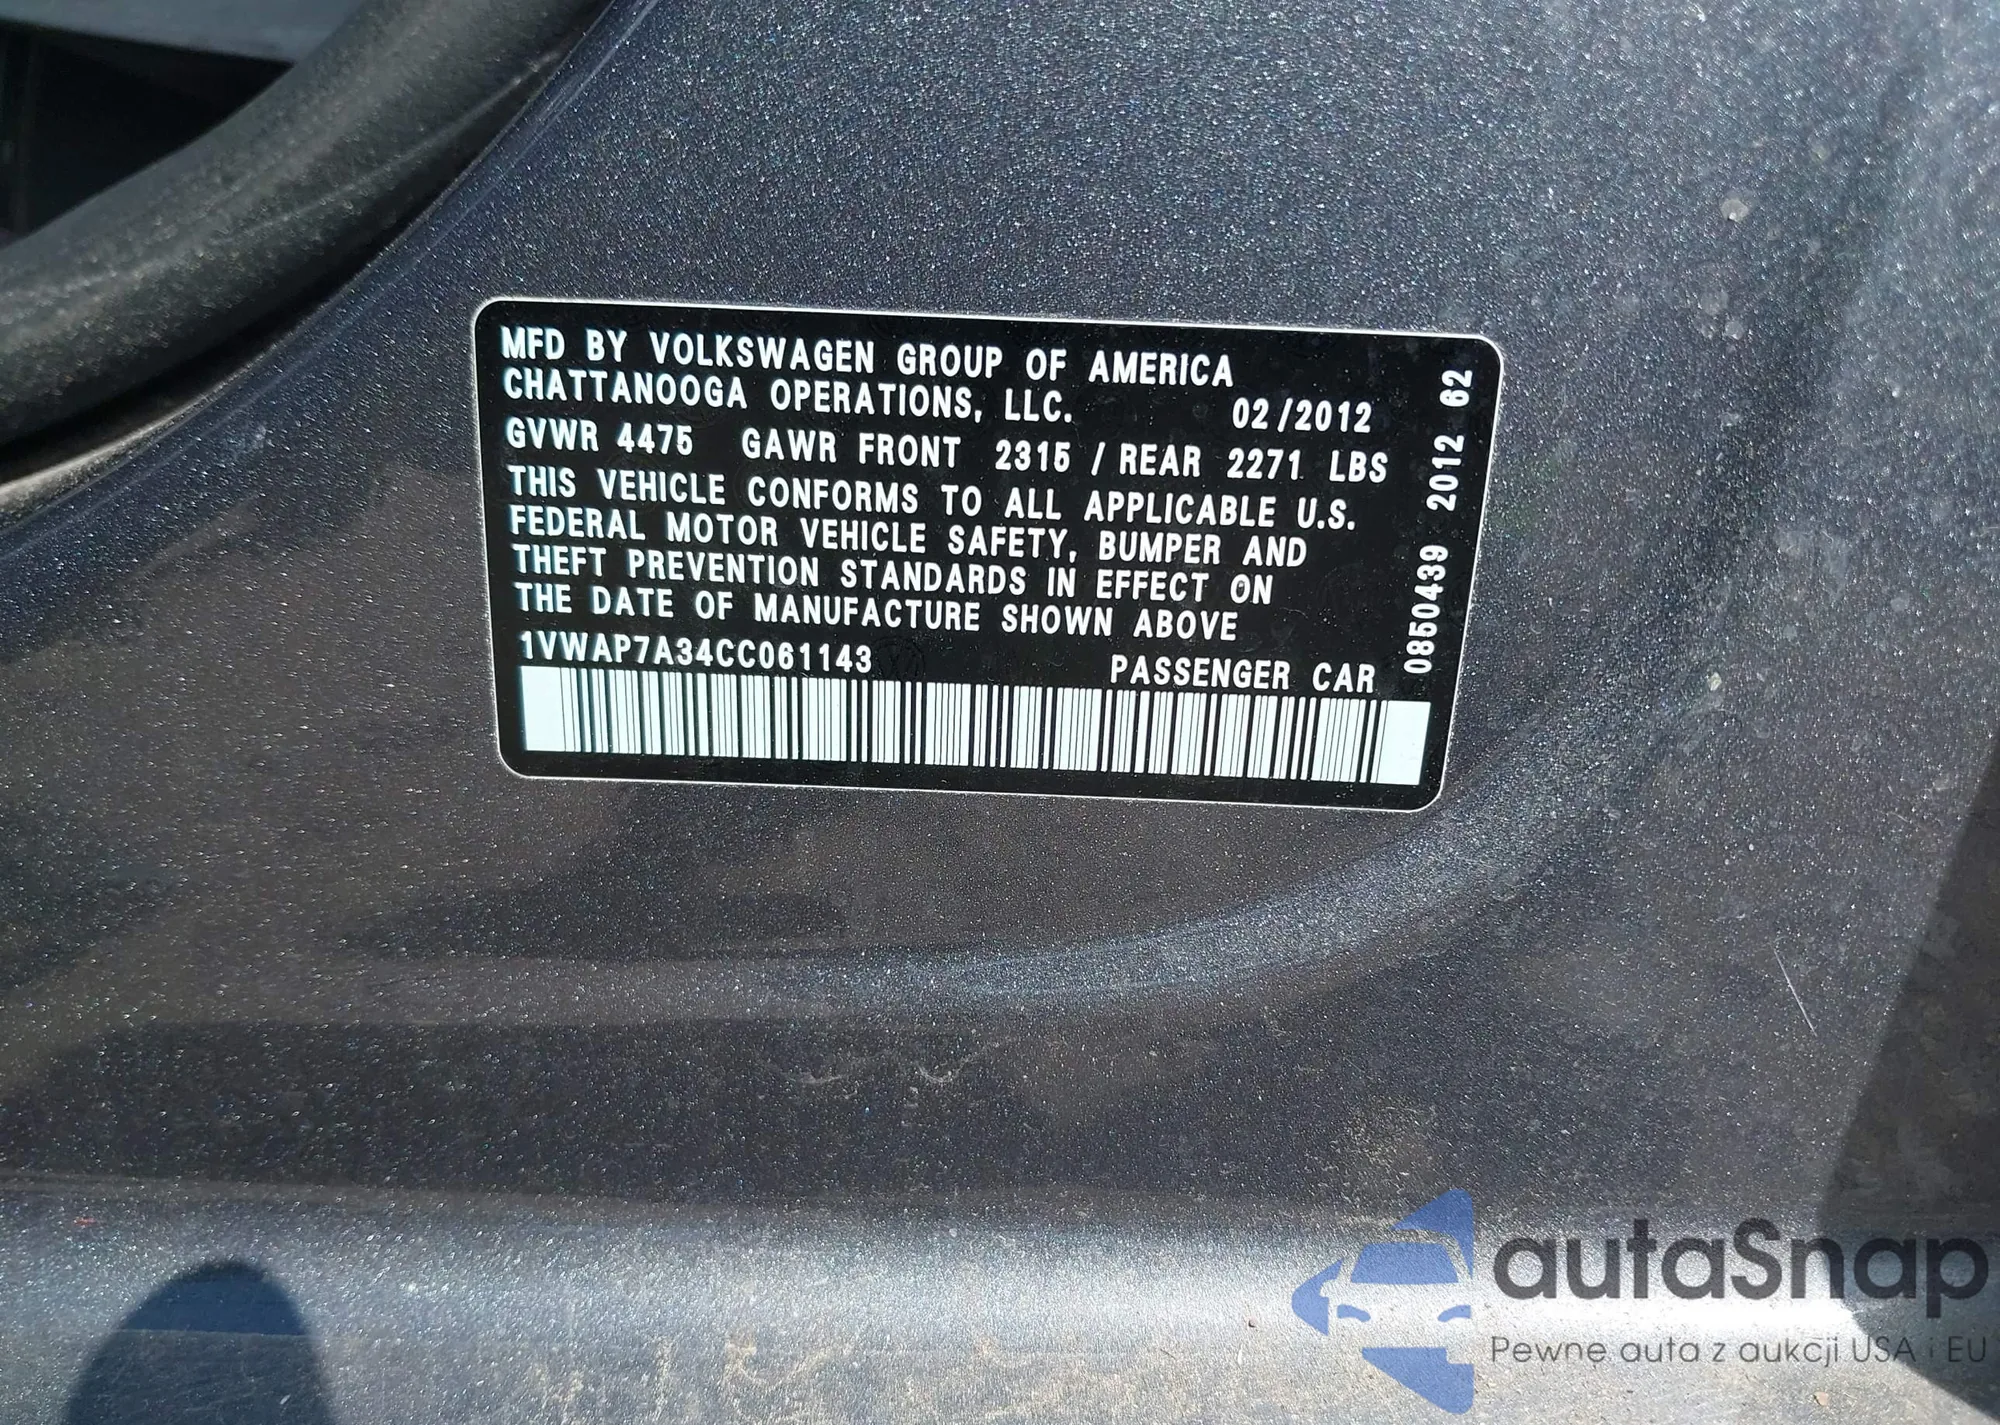 MFD BY VOLKSWAGEN GROUP OF AMERICA
CHATTANOOGA OPERATIONS, LLC. 02/2012
GVWR 4475 GAWR FRONT 2315 / REAR 2271 LBS
THIS VEHICLE CONFORMS TO ALL APPLICABLE U.S.
FEDERAL MOTOR VEHICLE SAFETY, BUMPER AND
THEFT PREVENTION STANDARDS IN EFFECT ON
THE DATE OF MANUFACTURE SHOWN ABOVE
1VWAP7A34CC061143 PASSENGER CAR
0850439 2012 62
autaSnap
Pewne auta z aukcji USA i EU